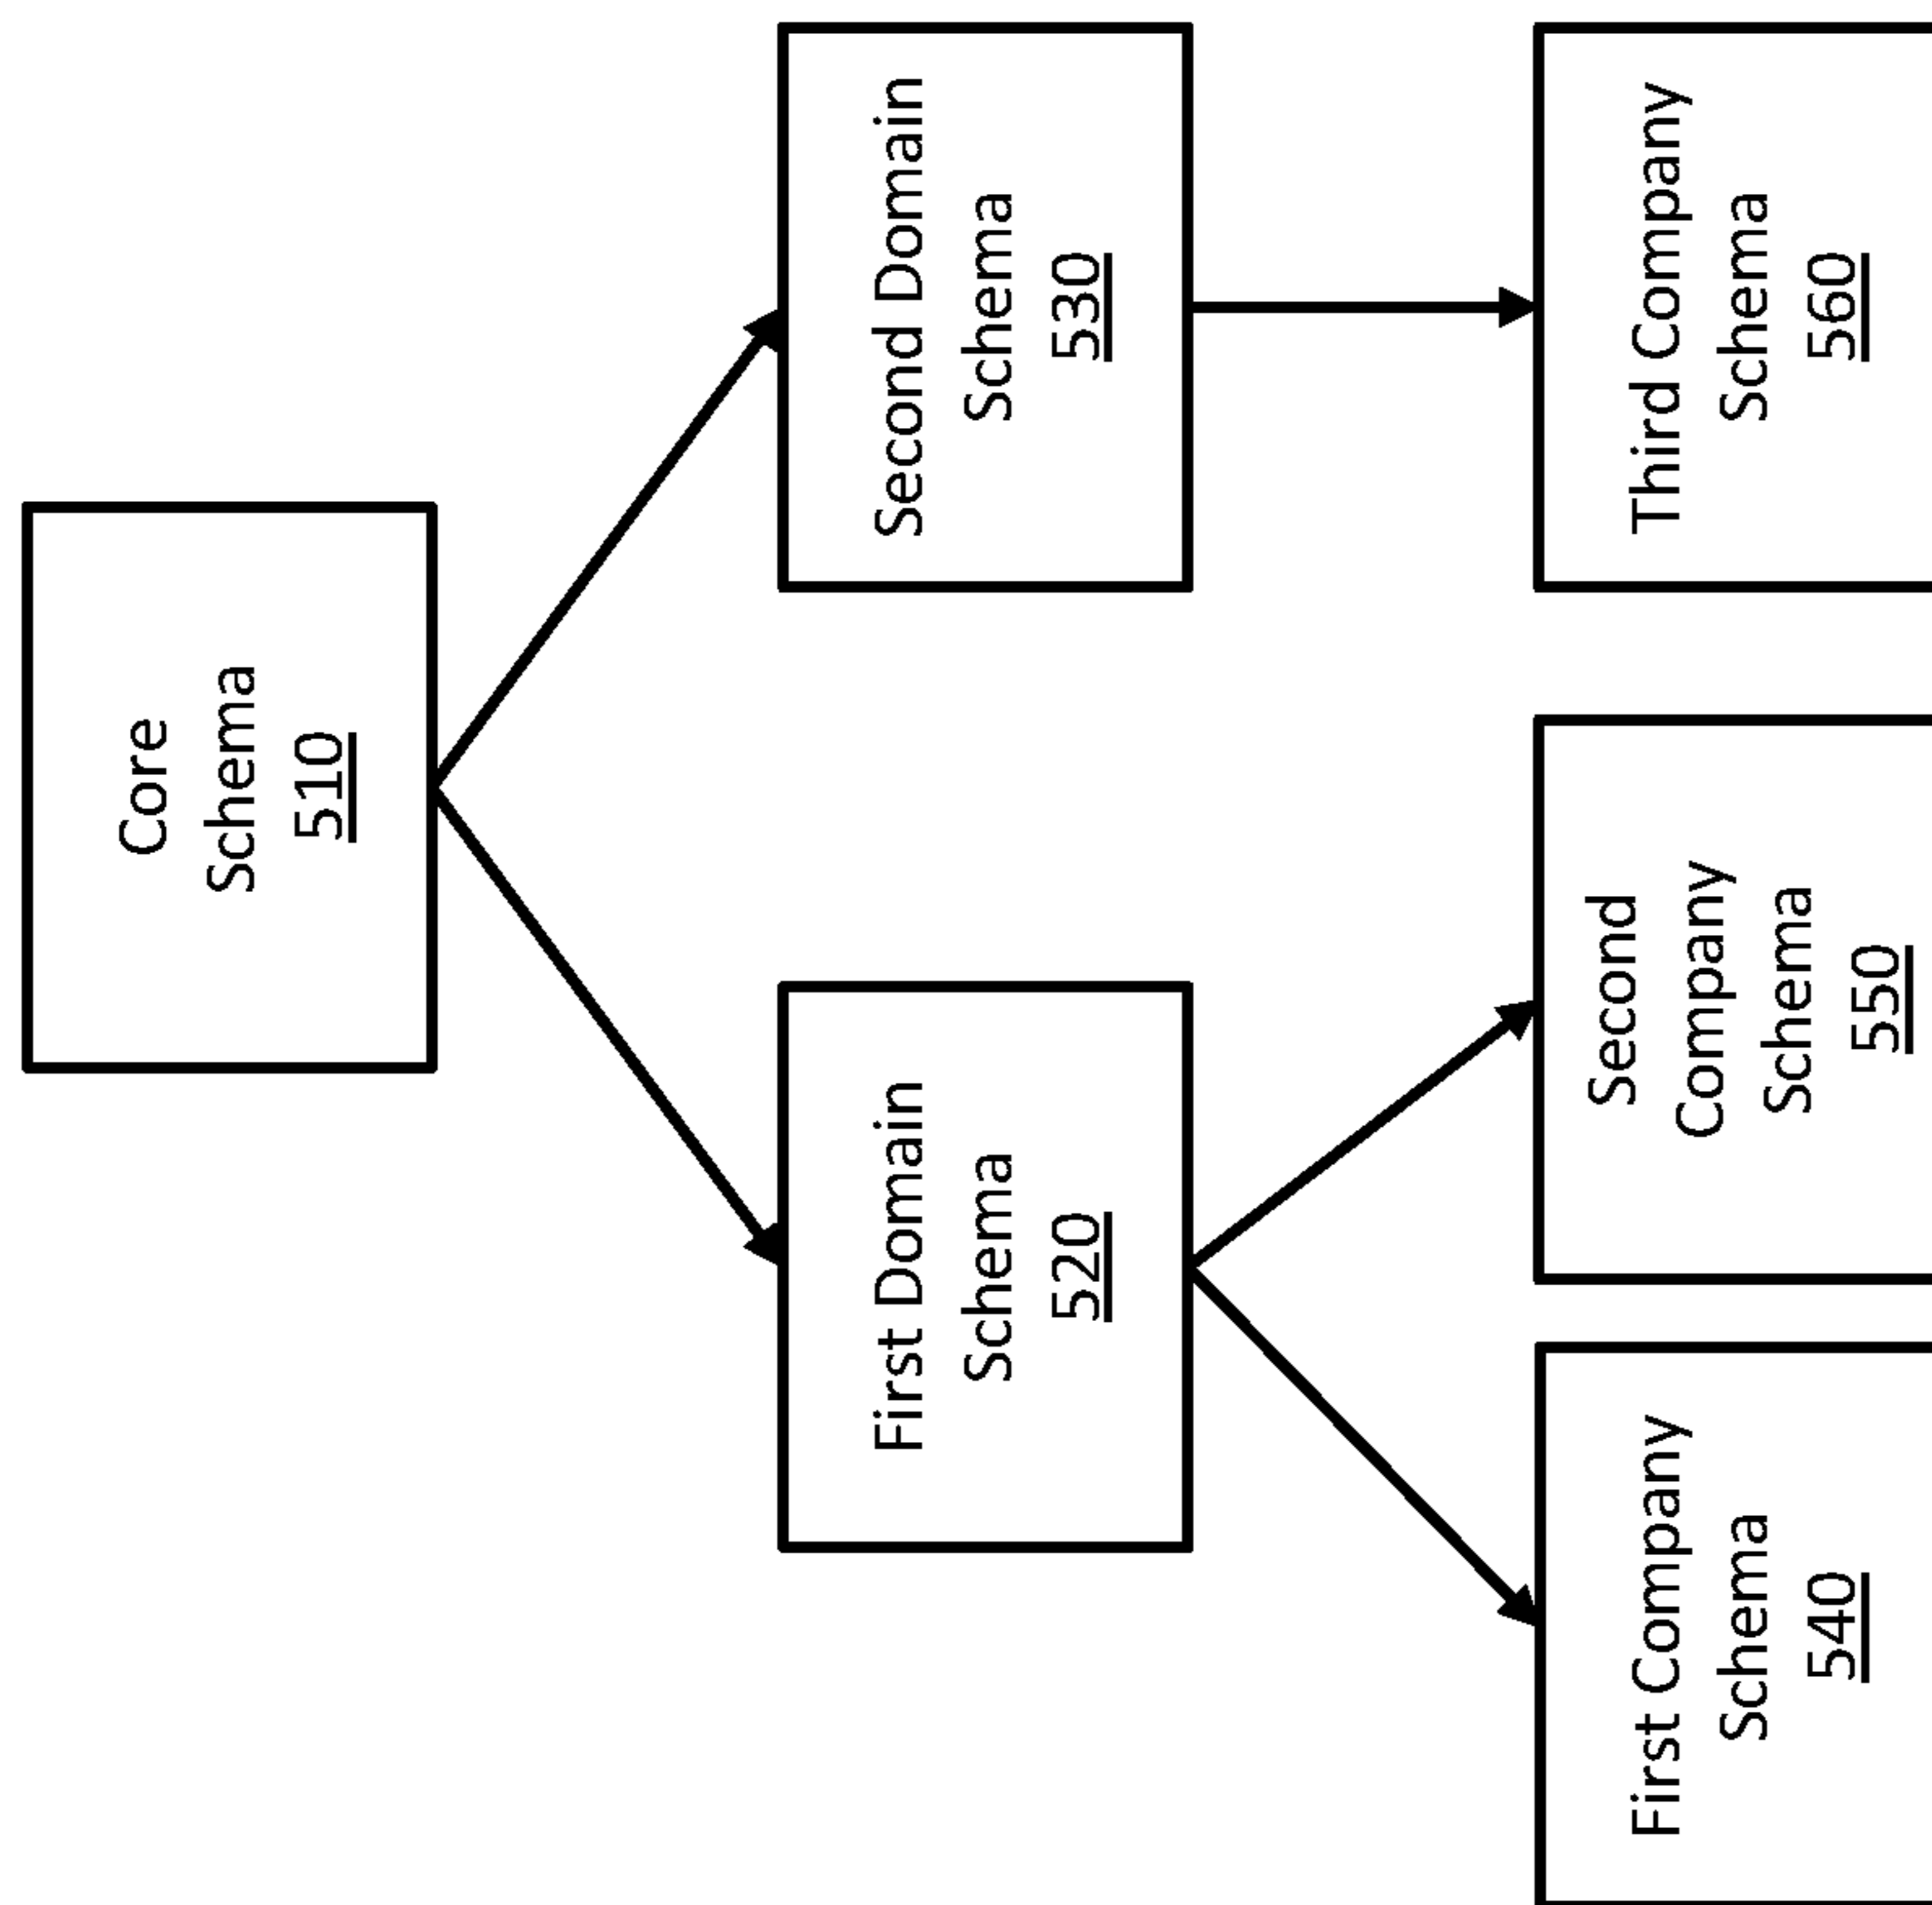 Core
Schema
510
First Domain
Schema
520
Second Domain
Schema
530
First Company
Schema
540
Second
Company
Schema
550
Third Company
Schema
560